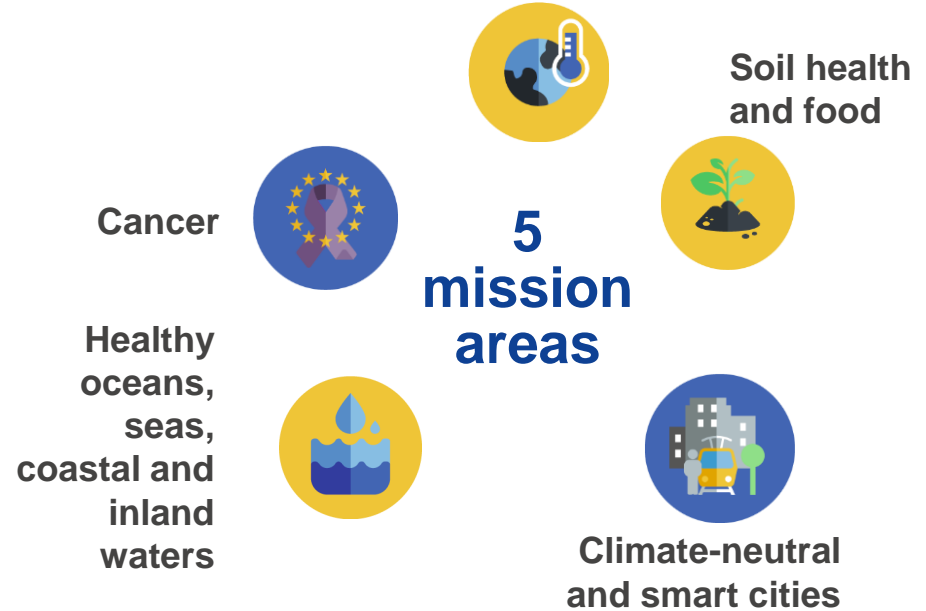 Soil health
and food
Cancer
5
mission
areas
Healthy
oceans,
seas,
coastal and
inland
waters
Climate-neutral
and smart cities